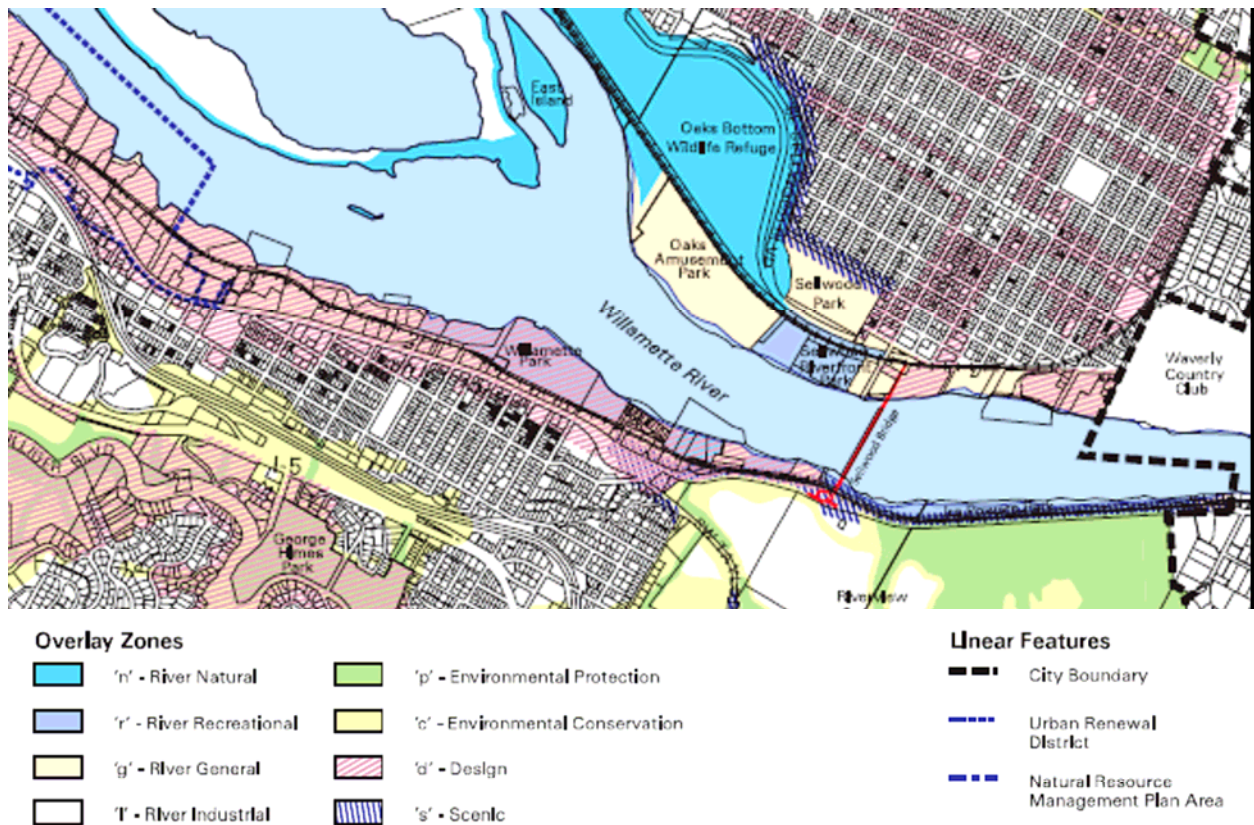 East
Island
Oaks Bottom
Wildlife Refuge
Oaks
Amusement
Park
Sellwood
Park
Willamette River
Willamette
Park
Sellwood
Riverfront
Park
Waverly
Country
Club
Sellwood Bridge
I-5
George
Himes
Park
Riverview
Overlay Zones
'n' - River Natural
'r' - River Recreational
'g' - River General
'i' - River Industrial
'p' - Environmental Protection
'c' - Environmental Conservation
'd' - Design
's' - Scenic
Linear Features
City Boundary
Urban Renewal
District
Natural Resource
Management Plan Area